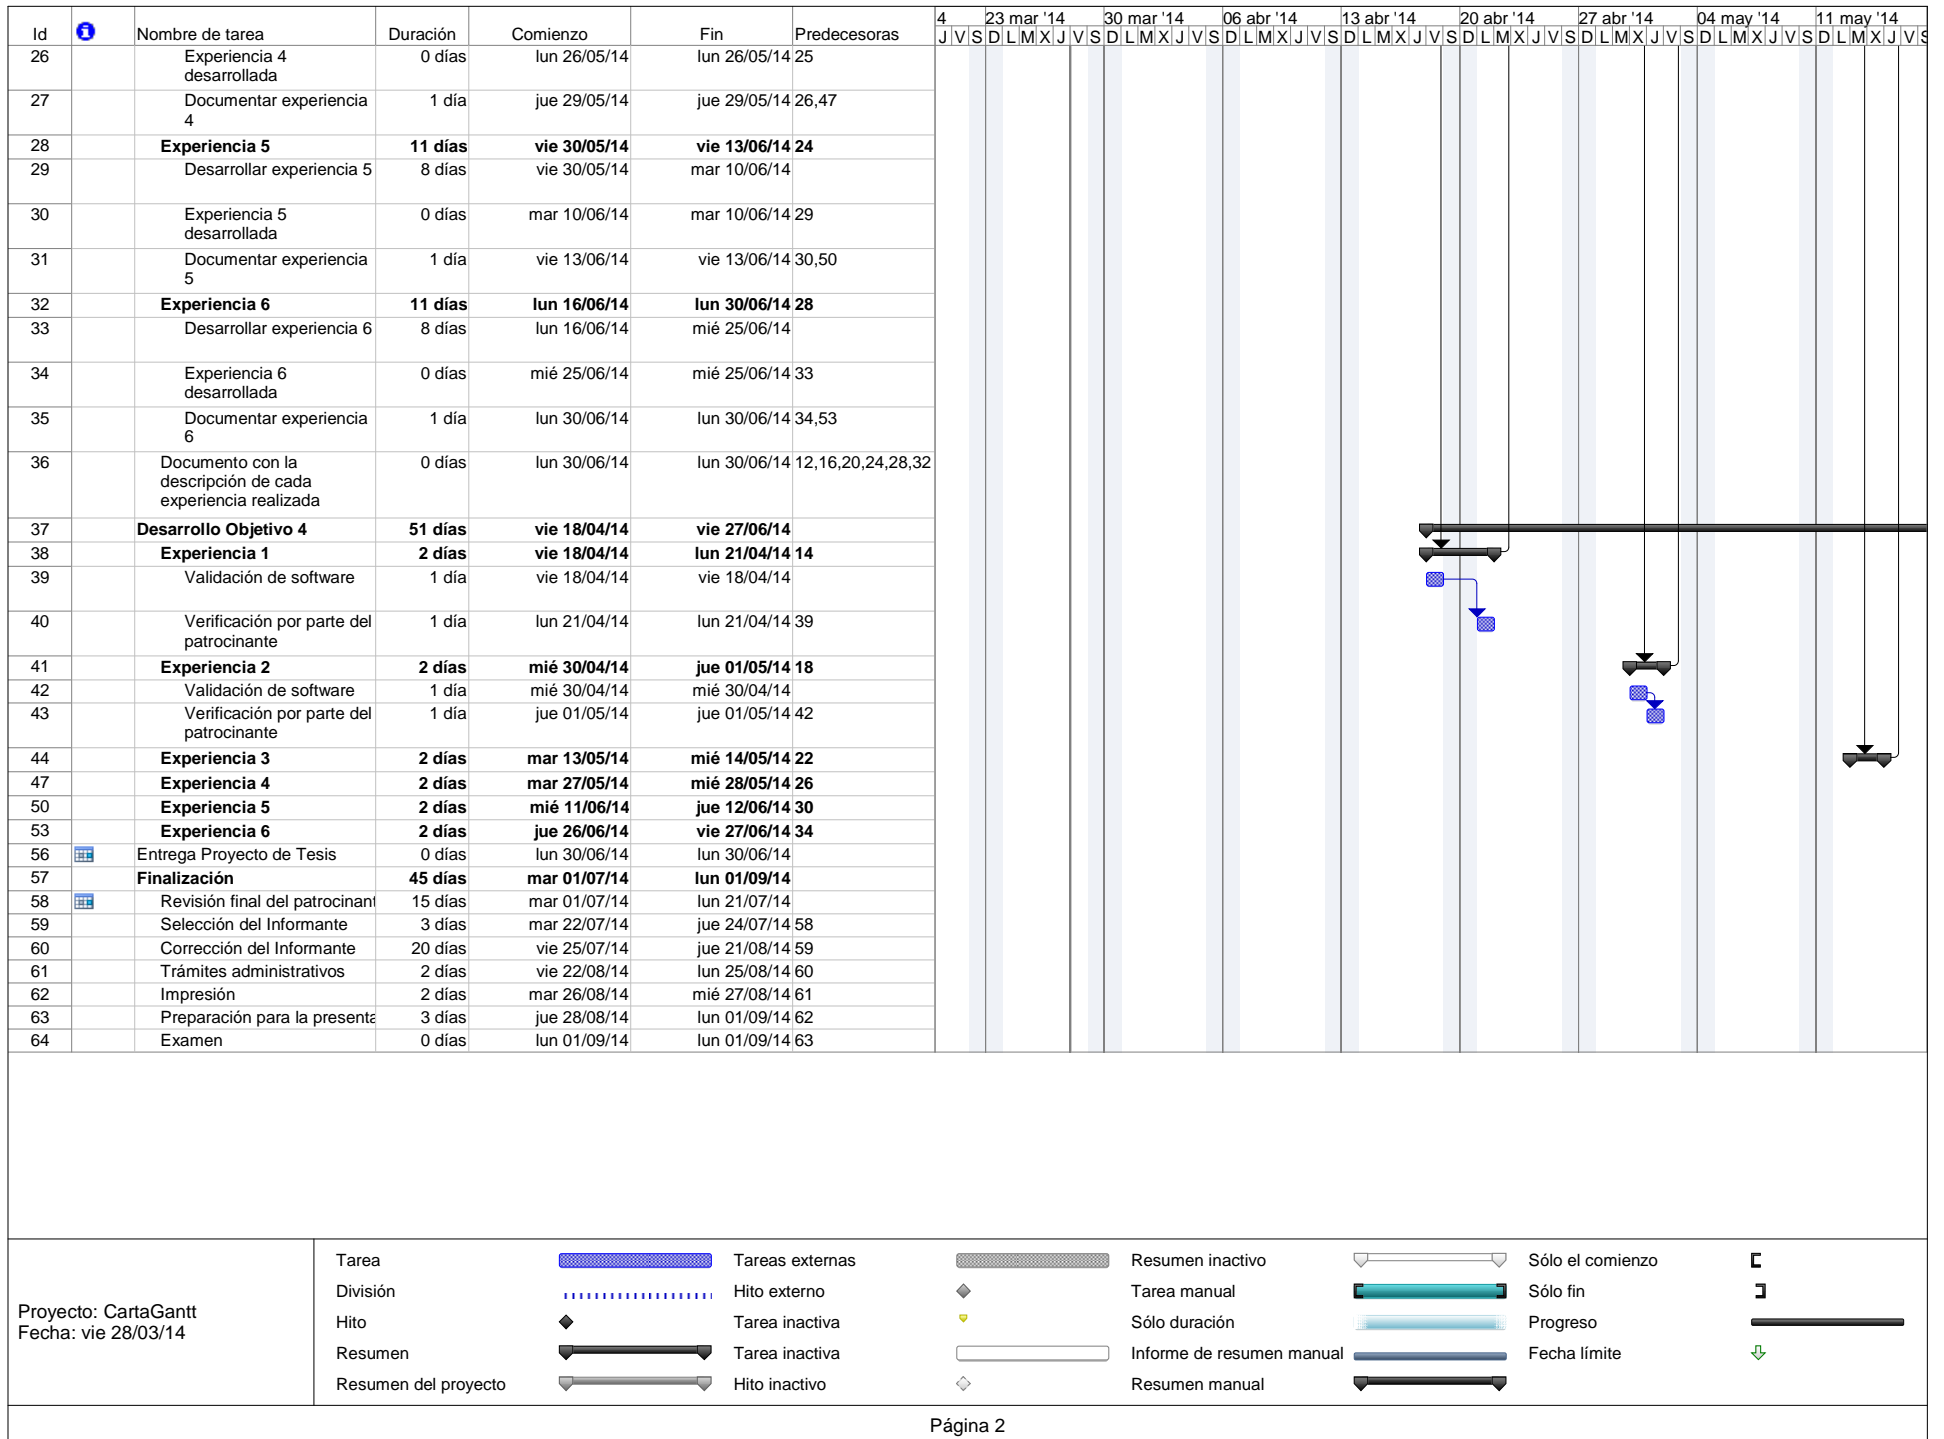 4 23 mar '14 30 mar '14 06 abr '14 13 abr '14 20 abr '14 27 abr '14 04 may '14 11 may '14
Id Nombre de tarea Duración Comienzo Fin Predecesoras J V S D L M X J V S D L M X J V S D L M X J V S D L M X J V S D L M X J V S D L M X J V S D L M X J V S D L M X J V S
26 Experiencia 4 0 días lun 26/05/14 lun 26/05/14 25
desarrollada
27 Documentar experiencia 1 día jue 29/05/14 jue 29/05/14 26,47
4
28 Experiencia 5 11 días vie 30/05/14 vie 13/06/14 24
29 Desarrollar experiencia 5 8 días vie 30/05/14 mar 10/06/14
30 Experiencia 5 0 días mar 10/06/14 mar 10/06/14 29
desarrollada
31 Documentar experiencia 1 día vie 13/06/14 vie 13/06/14 30,50
5
32 Experiencia 6 11 días lun 16/06/14 lun 30/06/14 28
33 Desarrollar experiencia 6 8 días lun 16/06/14 mié 25/06/14
34 Experiencia 6 0 días mié 25/06/14 mié 25/06/14 33
desarrollada
35 Documentar experiencia 1 día lun 30/06/14 lun 30/06/14 34,53
6
36 Documento con la 0 días lun 30/06/14 lun 30/06/14 12,16,20,24,28,32
descripción de cada
experiencia realizada
37 Desarrollo Objetivo 4 51 días vie 18/04/14 vie 27/06/14
38 Experiencia 1 2 días vie 18/04/14 lun 21/04/14 14
39 Validación de software 1 día vie 18/04/14 vie 18/04/14
40 Verificación por parte del 1 día lun 21/04/14 lun 21/04/14 39
patrocinante
41 Experiencia 2 2 días mié 30/04/14 jue 01/05/14 18
42 Validación de software 1 día mié 30/04/14 mié 30/04/14
43 Verificación por parte del 1 día jue 01/05/14 jue 01/05/14 42
patrocinante
44 Experiencia 3 2 días mar 13/05/14 mié 14/05/14 22
47 Experiencia 4 2 días mar 27/05/14 mié 28/05/14 26
50 Experiencia 5 2 días mié 11/06/14 jue 12/06/14 30
53 Experiencia 6 2 días jue 26/06/14 vie 27/06/14 34
56 Entrega Proyecto de Tesis 0 días lun 30/06/14 lun 30/06/14
57 Finalización 45 días mar 01/07/14 lun 01/09/14
58 Revisión final del patrocinant 15 días mar 01/07/14 lun 21/07/14
59 Selección del Informante 3 días mar 22/07/14 jue 24/07/14 58
60 Corrección del Informante 20 días vie 25/07/14 jue 21/08/14 59
61 Trámites administrativos 2 días vie 22/08/14 lun 25/08/14 60
62 Impresión 2 días mar 26/08/14 mié 27/08/14 61
63 Preparación para la presenta 3 días jue 28/08/14 lun 01/09/14 62
64 Examen 0 días lun 01/09/14 lun 01/09/14 63
Proyecto: CartaGantt
Fecha: vie 28/03/14
Tarea Tareas externas Resumen inactivo Sólo el comienzo
División Hito externo Tarea manual Sólo fin
Hito Tarea inactiva Sólo duración Progreso
Resumen Tarea inactiva Informe de resumen manual Fecha límite
Resumen del proyecto Hito inactivo Resumen manual
Página 2